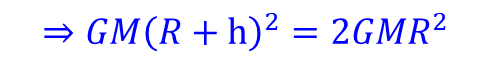 ⇒ GM(R + h)² = 2GMR²